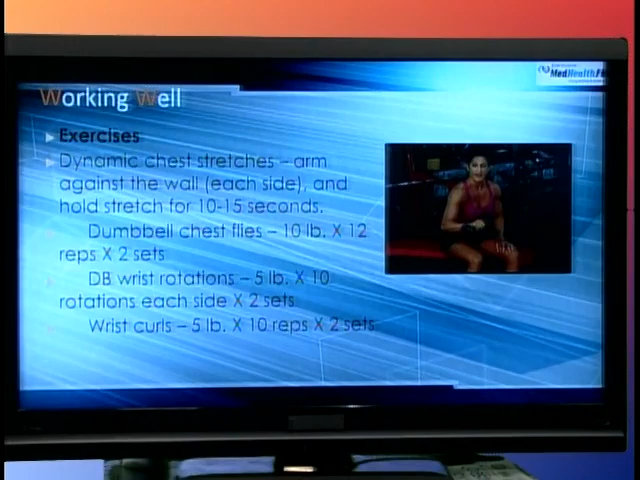 MedHealthFit
Working Well
Exercises
Dynamic chest stretches – arm
against the wall (each side), and
hold stretch for 10-15 seconds.
Dumbbell chest flies – 10 lb. X 12
reps X 2 sets
DB wrist rotations – 5 lb. X 10
rotations each side X 2 sets
Wrist curls – 5 lb. X 10 reps X 2 sets